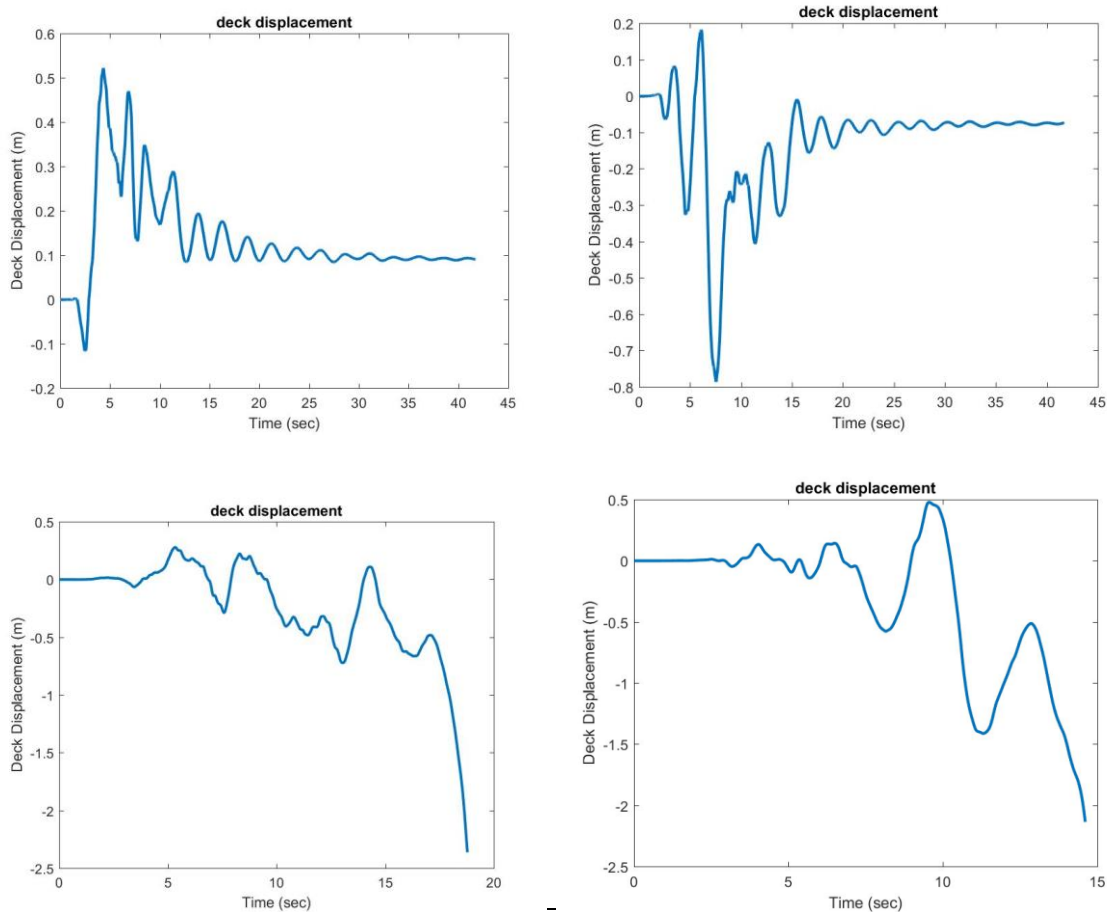 deck displacement
0.6
0.5
0.4
0.3
0.2
0.1
0
-0.1
-0.2
Deck Displacement (m)
0 5 10 15 20 25 30 35 40 45
Time (sec)
deck displacement
0.2
0.1
0
-0.1
-0.2
-0.3
-0.4
-0.5
-0.6
-0.7
-0.8
Deck Displacement (m)
0 5 10 15 20 25 30 35 40 45
Time (sec)
deck displacement
0.5
0
-0.5
-1
-1.5
-2
-2.5
Deck Displacement (m)
0 5 10 15 20
Time (sec)
deck displacement
0.5
0
-0.5
-1
-1.5
-2
-2.5
Deck Displacement (m)
0 5 10 15
Time (sec)